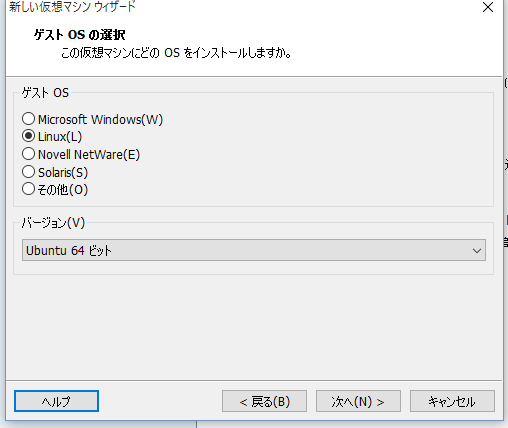 新しい仮想マシン ウィザード
ゲスト OS の選択
この仮想マシンにどの OS をインストールしますか。
ゲスト OS
Microsoft Windows(W)
Linux(L)
Novell NetWare(E)
Solaris(S)
その他(O)
バージョン(V)
Ubuntu 64 ビット
ヘルプ
< 戻る(B)
次へ(N) >
キャンセル